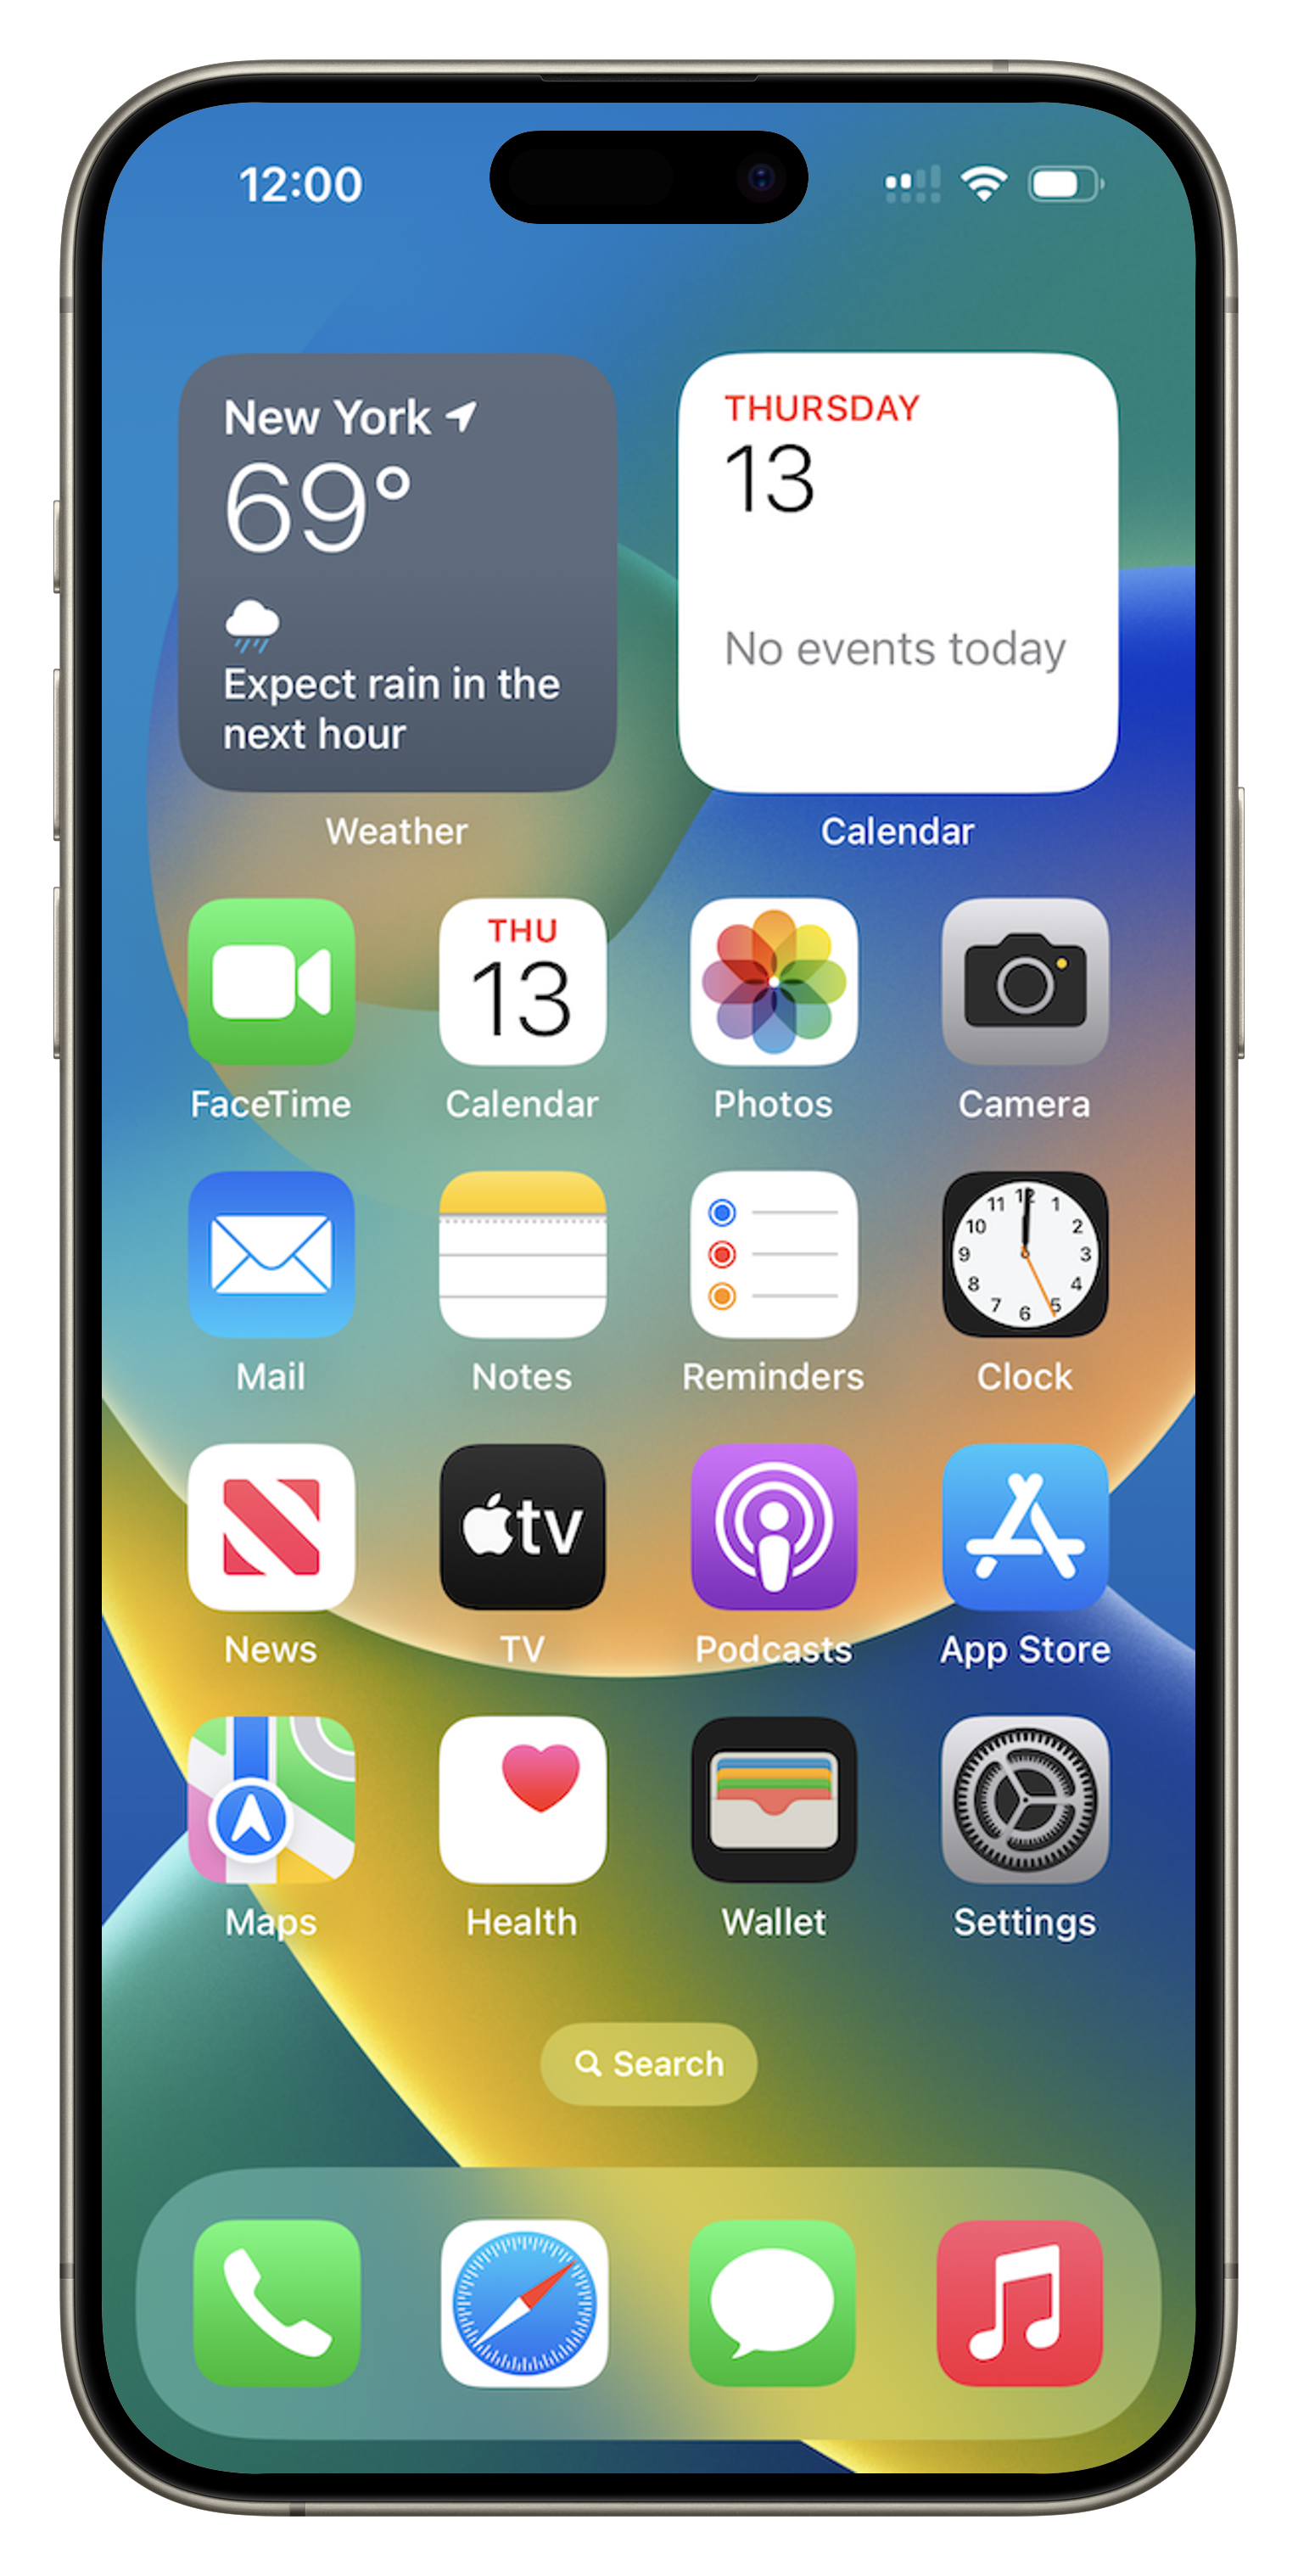 12:00
New York
69°
Expect rain in the
next hour
Weather
THURSDAY
13
No events today
Calendar
FaceTime
THU
13
Calendar
Photos
Camera
Mail
Notes
Reminders
11 12 1
10 2
9 3
8 4
7 6 5
Clock
News
tv
TV
Podcasts
App Store
Maps
Health
Wallet
Settings
Search